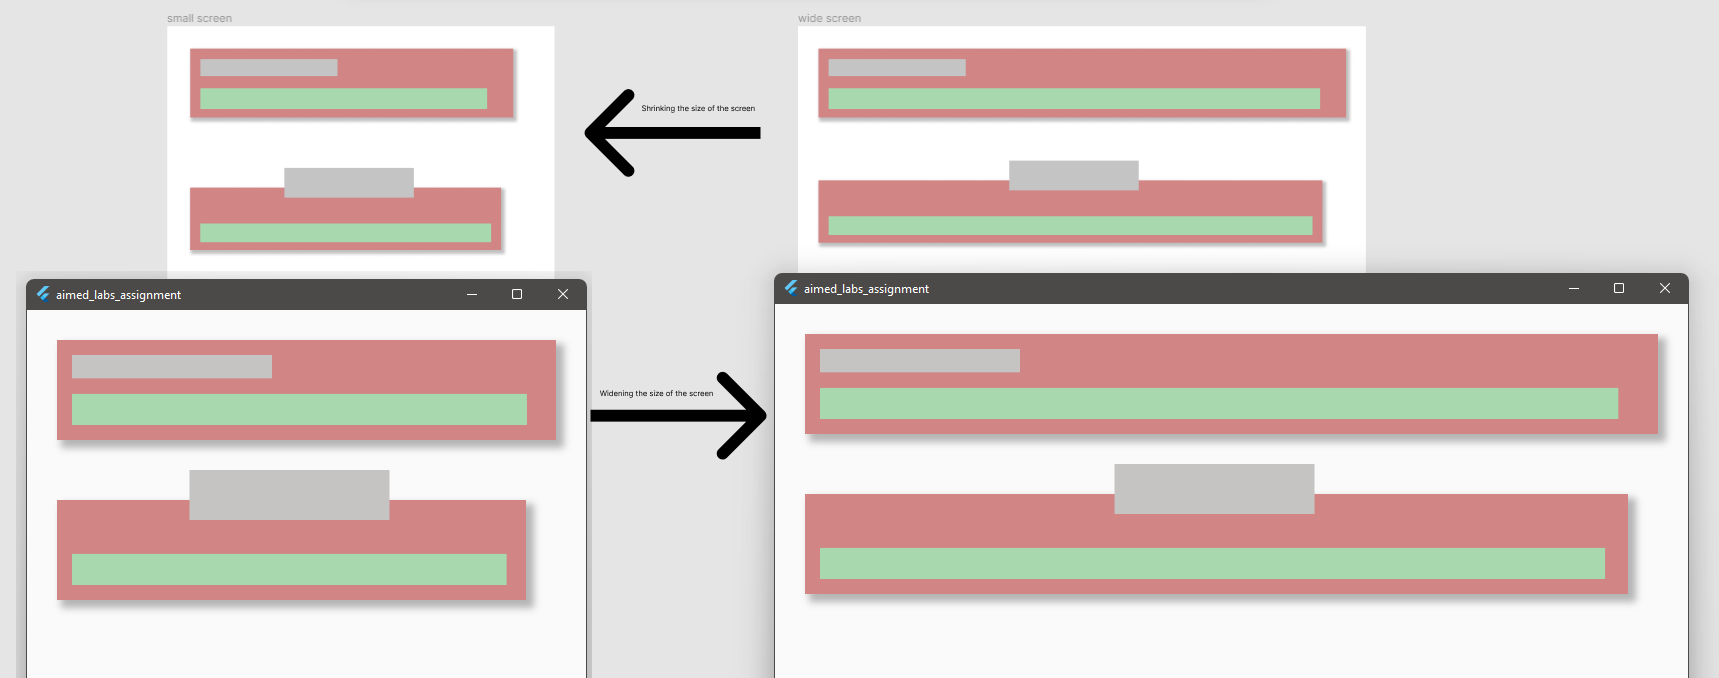 small screen
wide screen
Shrinking the size of the screen
aimed_labs_assignment
aimed_labs_assignment
Widening the size of the screen